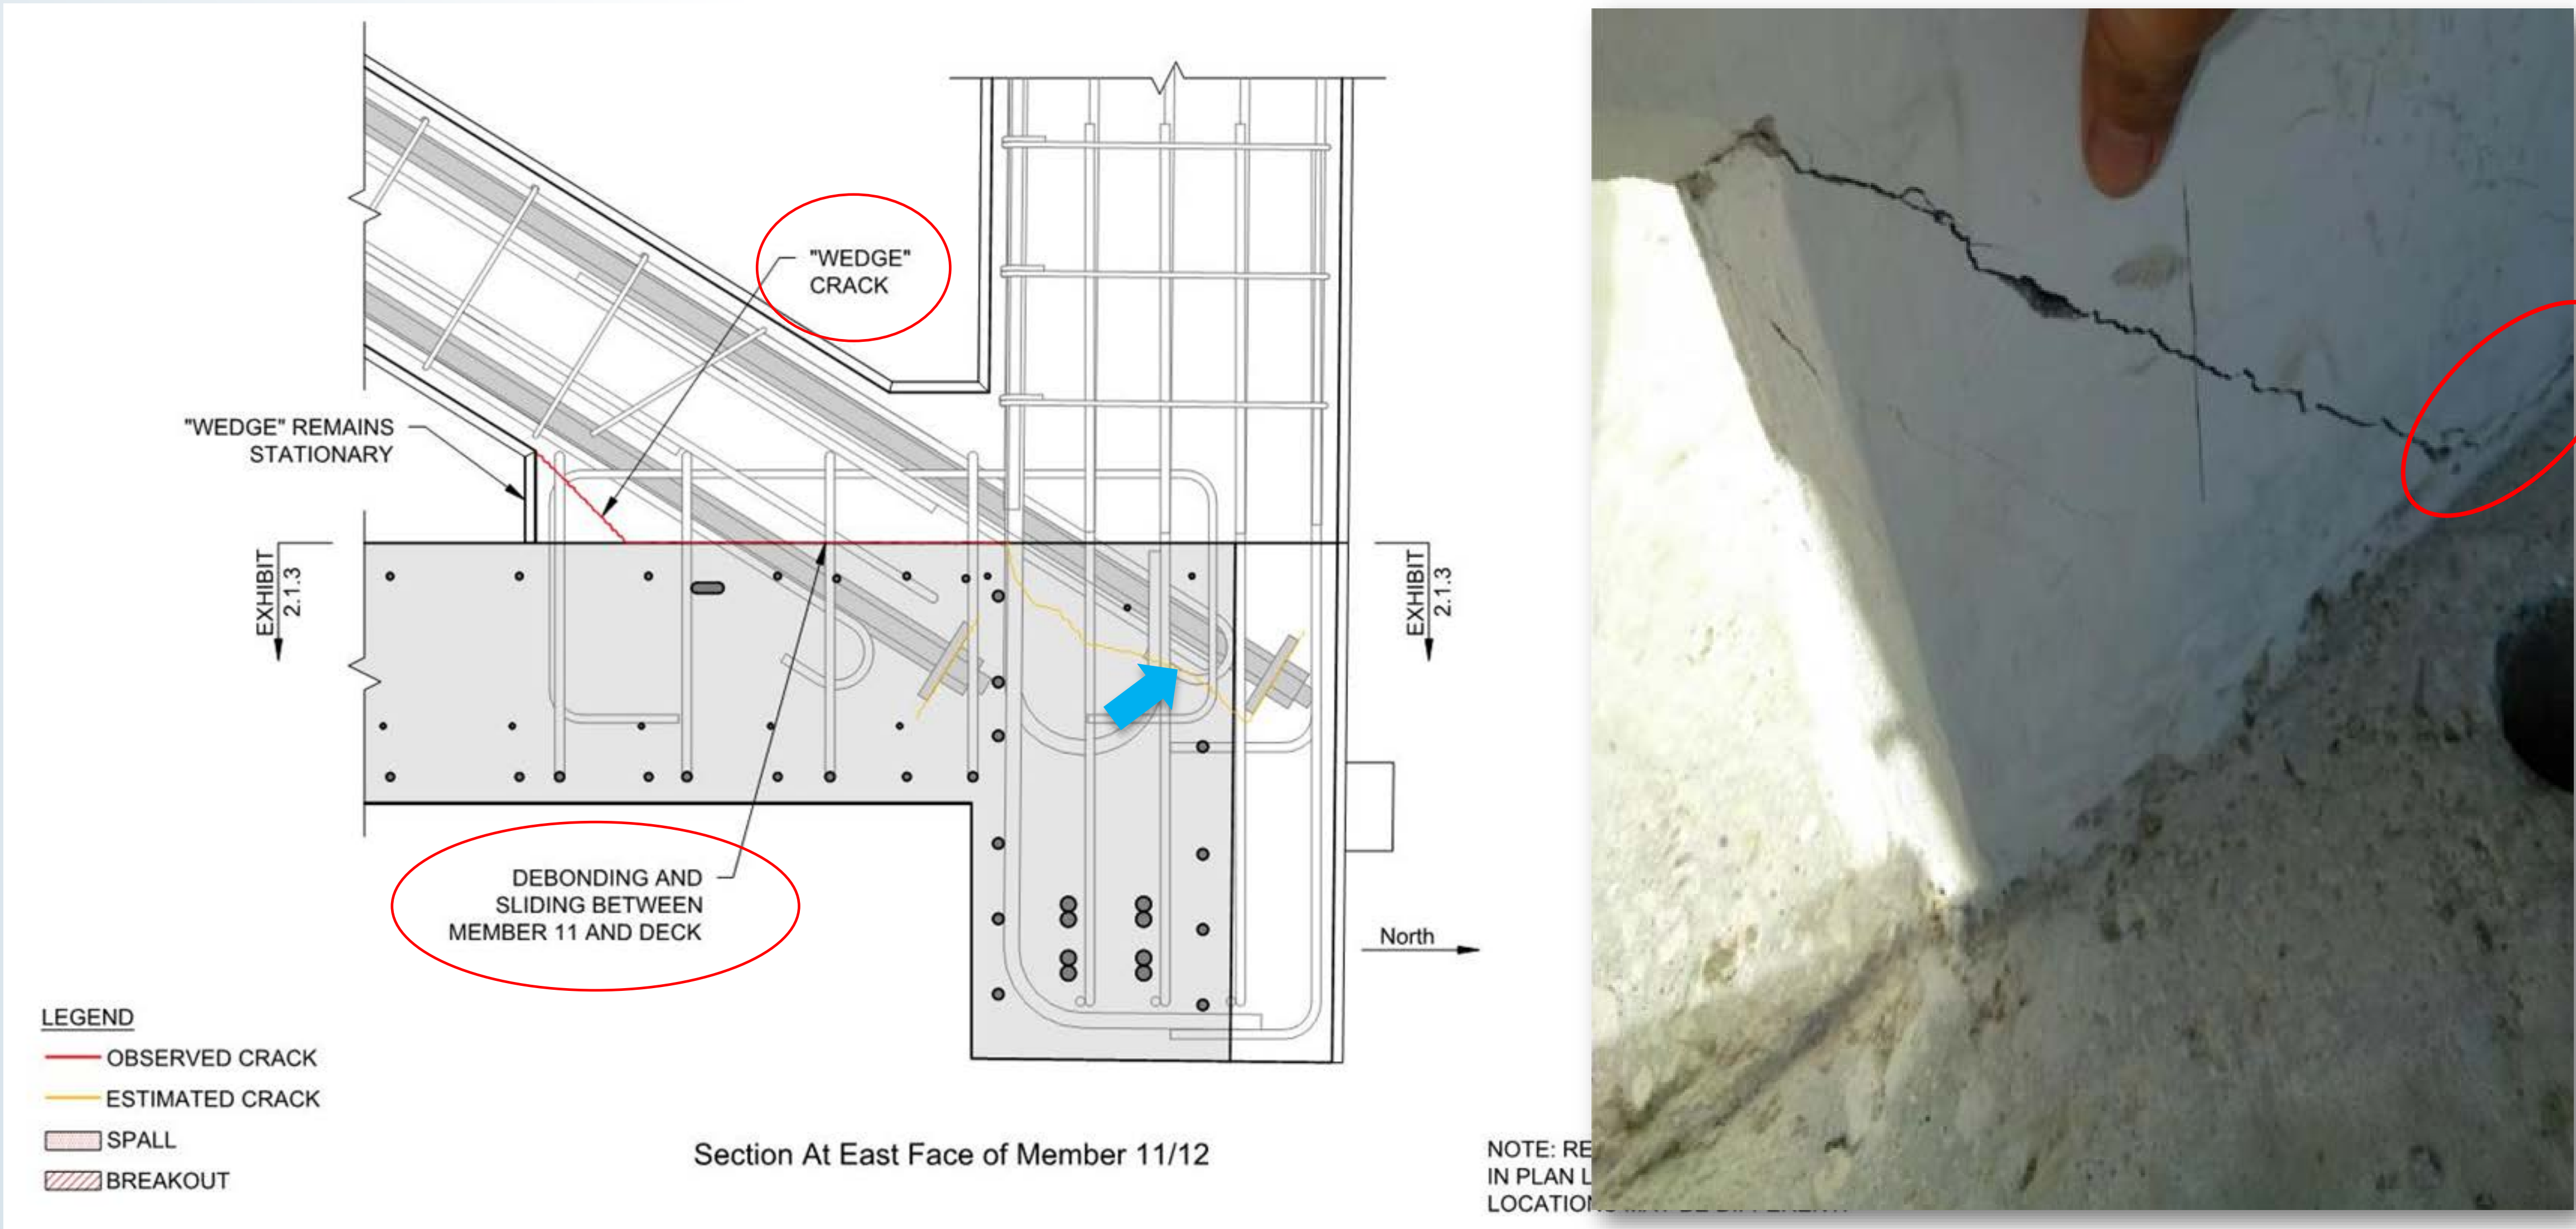 "WEDGE"
CRACK
"WEDGE" REMAINS
STATIONARY
EXHIBIT
2.1.3
EXHIBIT
2.1.3
DEBONDING AND
SLIDING BETWEEN
MEMBER 11 AND DECK
North
LEGEND
OBSERVED CRACK
ESTIMATED CRACK
SPALL
BREAKOUT
Section At East Face of Member 11/12
NOTE: RE
IN PLAN L
LOCATION